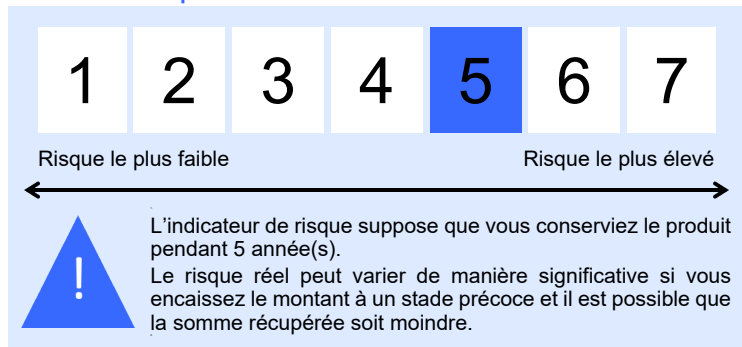 1 2 3 4 5 6 7
Risque le plus faible Risque le plus élevé
!
L'indicateur de risque suppose que vous conserviez le produit
pendant 5 année(s).
Le risque réel peut varier de manière significative si vous
encaissez le montant à un stade précoce et il est possible que
la somme récupérée soit moindre.